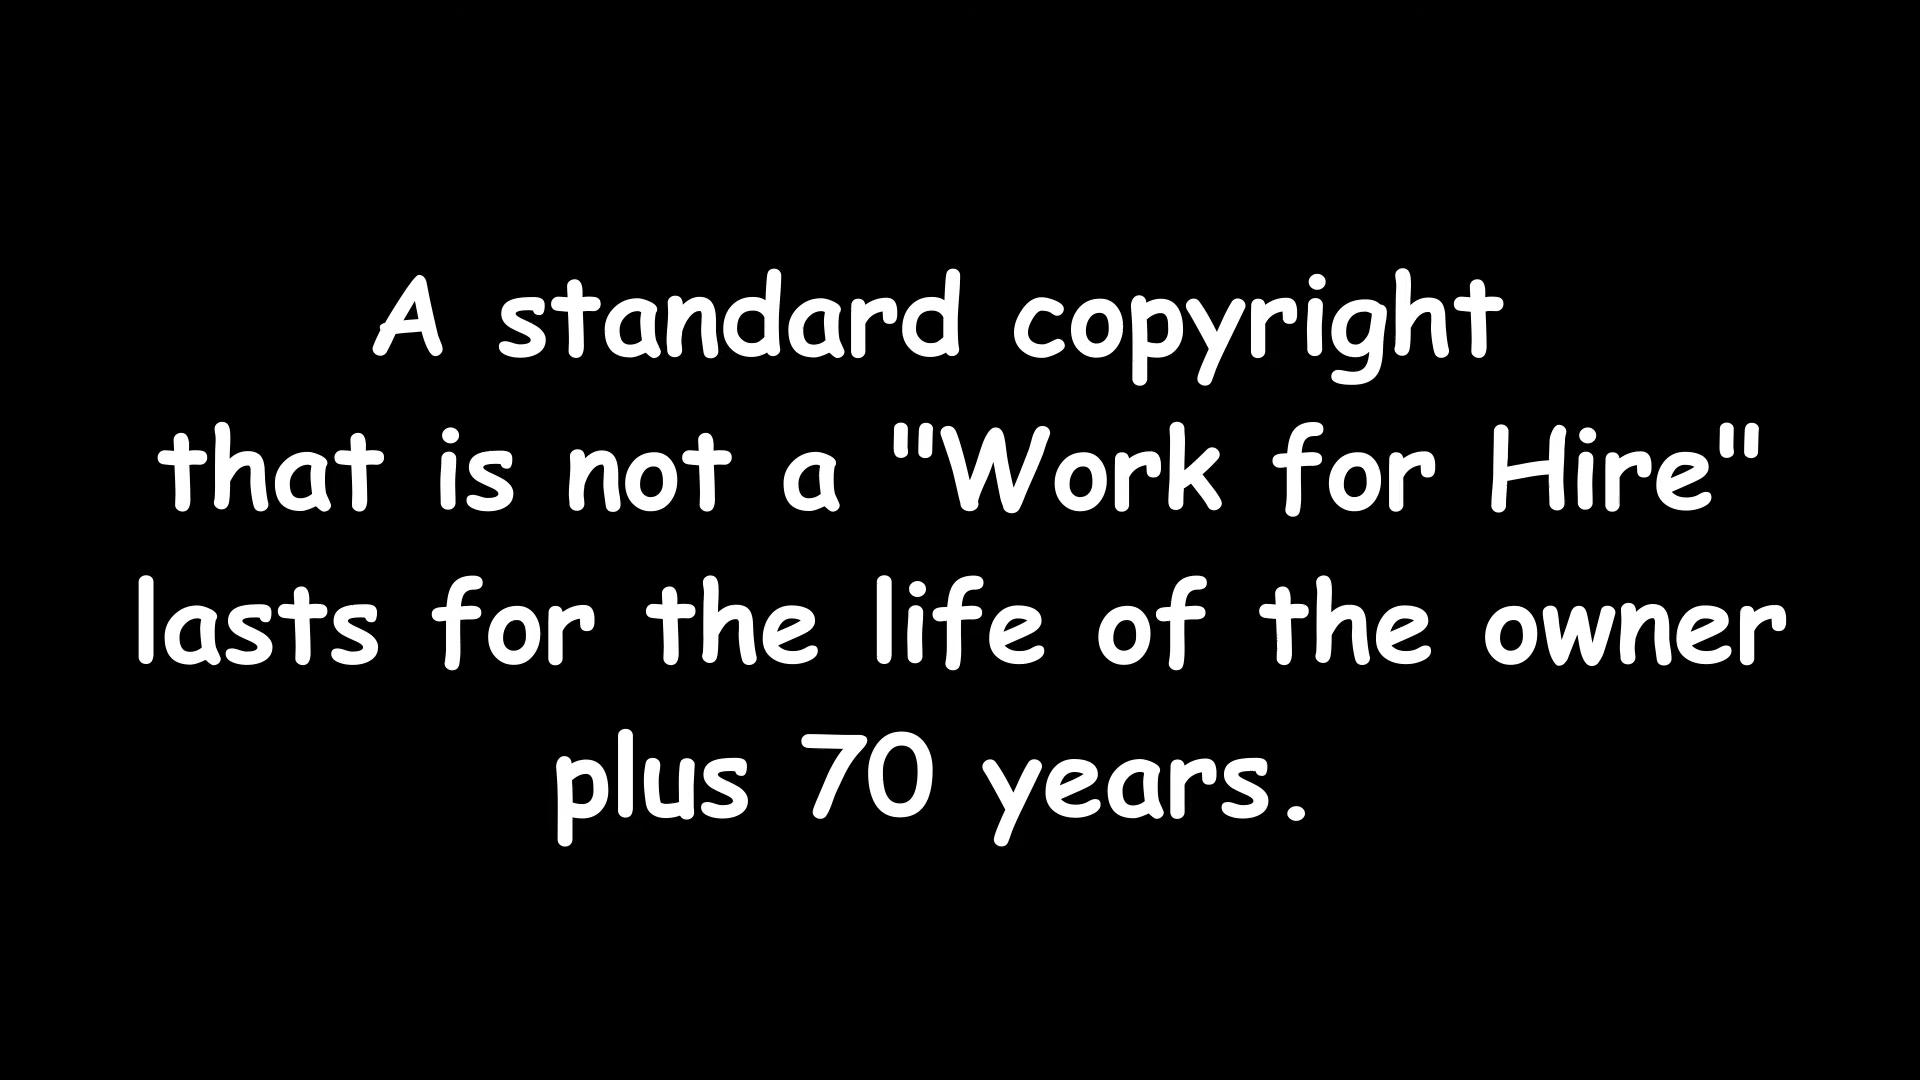 A standard copyright
that is not a "Work for Hire"
lasts for the life of the owner
plus 70 years.